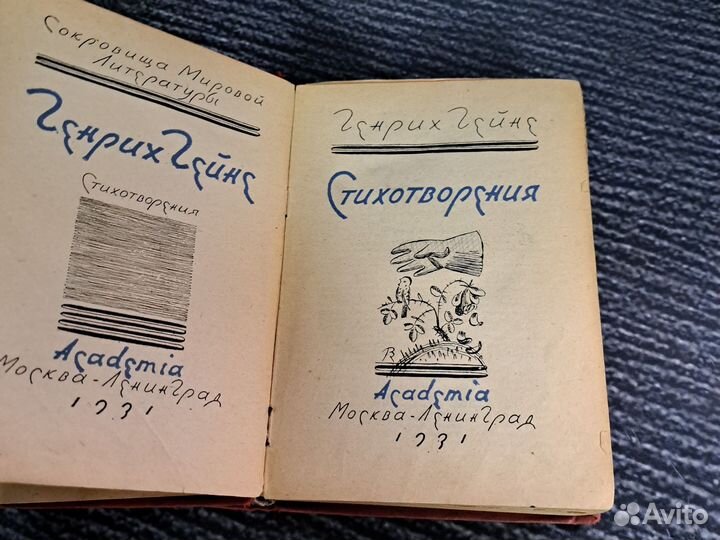 Сокровища Мировой
Литературы
Генрих Гейне
Стихотворения
Academia
Москва-Ленинград
1931
Генрих Гейне
Стихотворения
R
Academia
Москва-Ленинград
1931
Avito